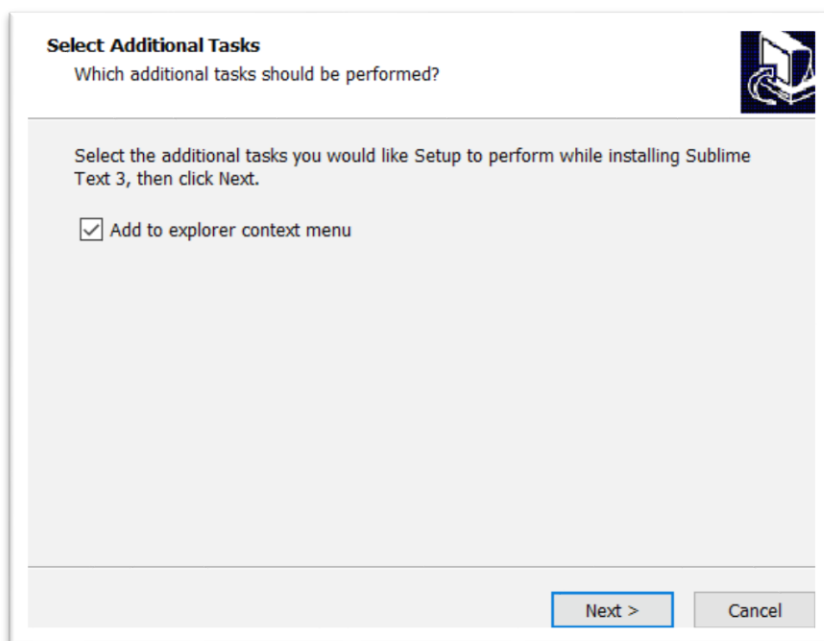 Select Additional Tasks
Which additional tasks should be performed?
Select the additional tasks you would like Setup to perform while installing Sublime
Text 3, then click Next.
Add to explorer context menu
Next >
Cancel